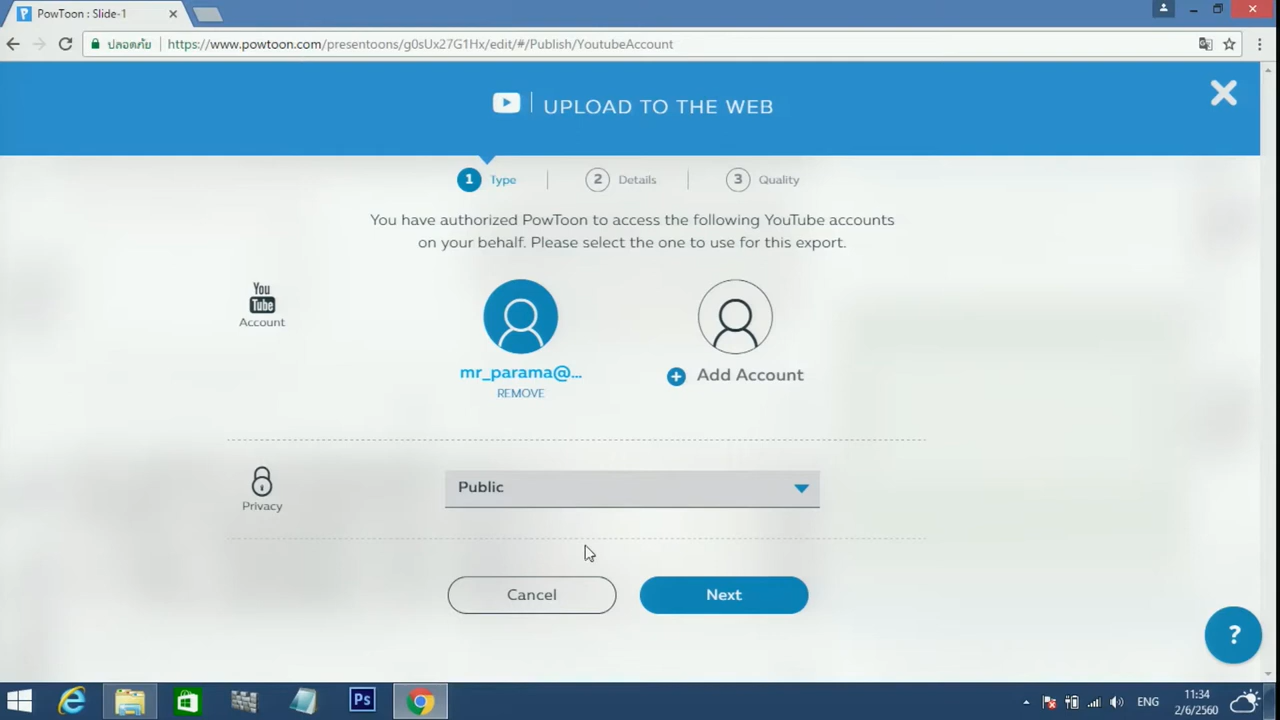 PowToon : Slide-1
ปลอดภัย https://www.powtoon.com/presentoons/g0sUx27G1Hx/edit/#/Publish/YoutubeAccount
UPLOAD TO THE WEB
1 Type 2 Details 3 Quality
You have authorized PowToon to access the following YouTube accounts
on your behalf. Please select the one to use for this export.
You
Tube
Account
mr_parama@...
REMOVE
Add Account
Privacy
Public
Cancel Next
?
Ps
ENG
11:34
2/6/2560